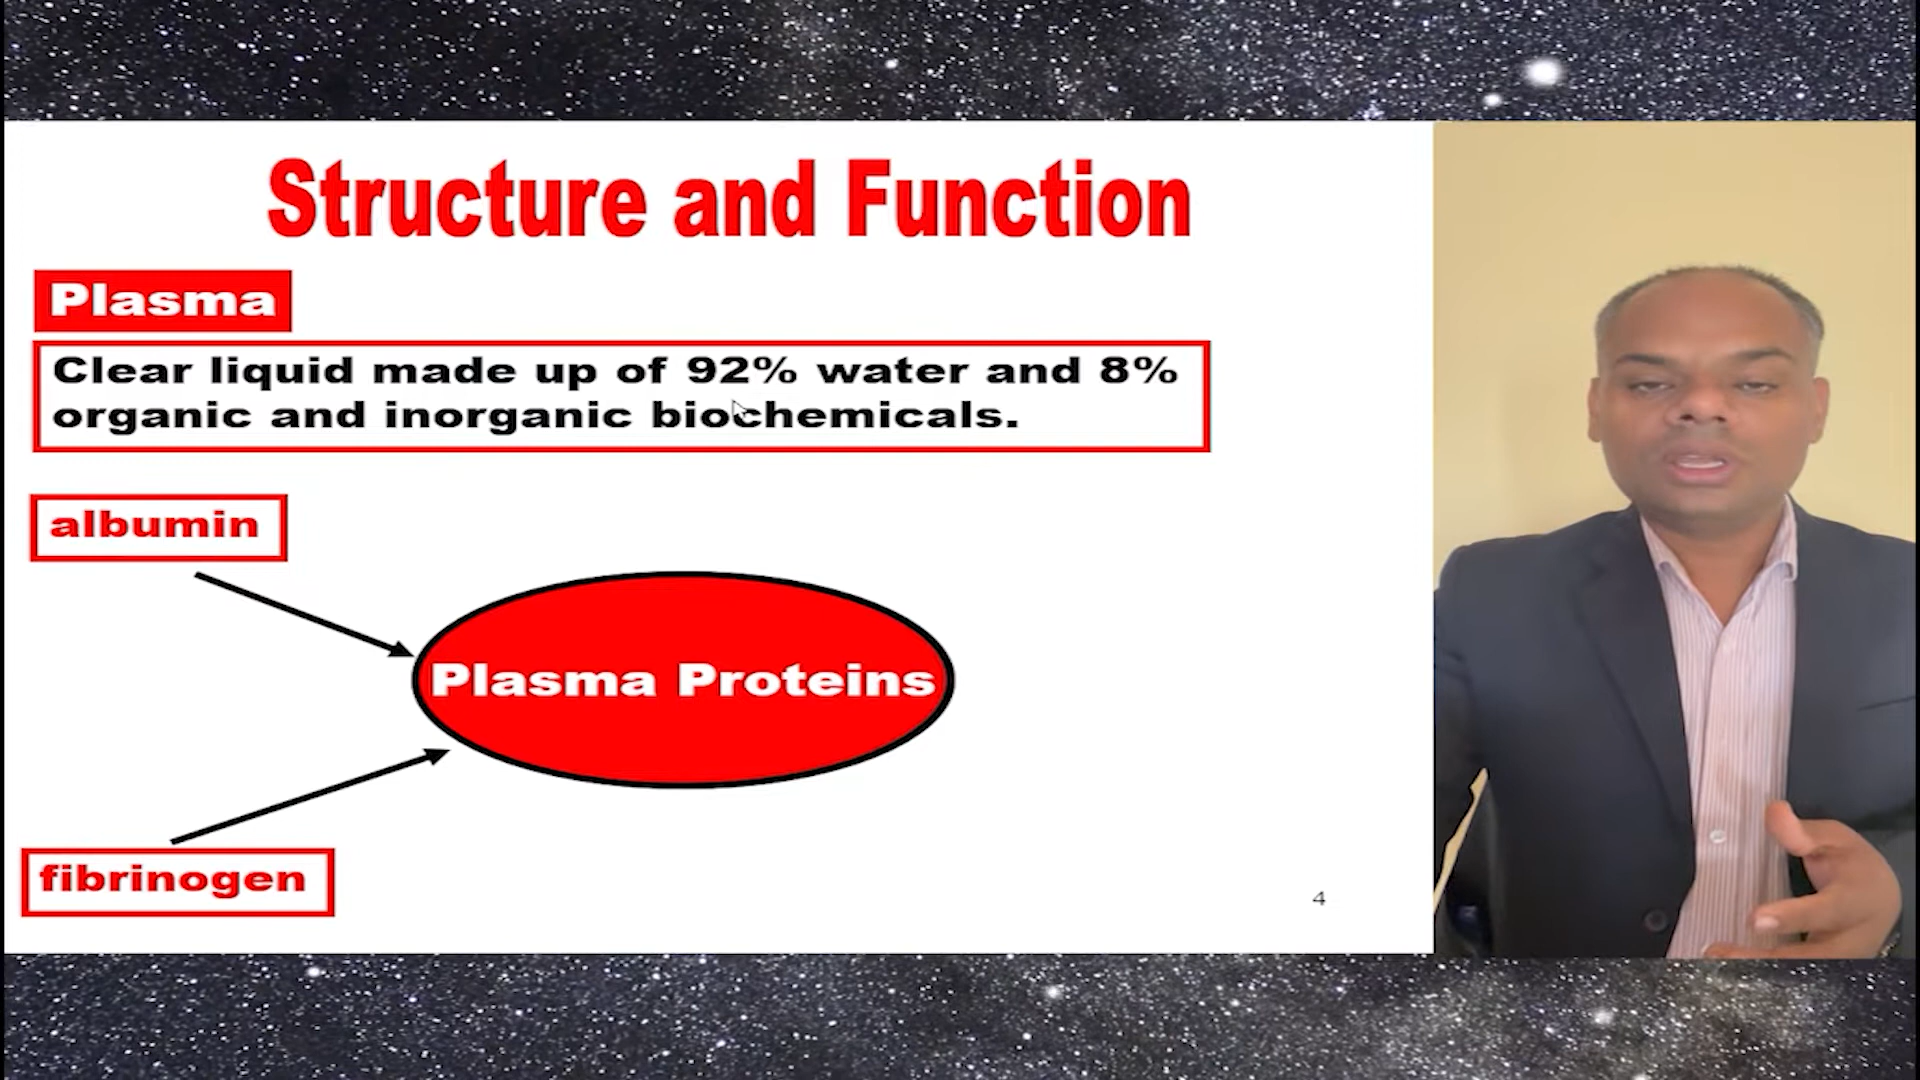 Structure and Function
Plasma
Clear liquid made up of 92% water and 8%
organic and inorganic biochemicals.
albumin
Plasma Proteins
fibrinogen
4